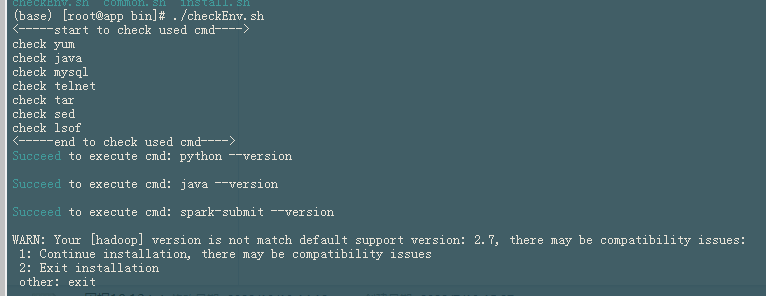 checkEnv.sh common.sh install.sh
(base) [root@app bin]# ./checkEnv.sh
<-----start to check used cmd---->
check yum
check java
check mysql
check telnet
check tar
check sed
check lsof
<-----end to check used cmd---->
Succeed to execute cmd: python --version
Succeed to execute cmd: java --version
Succeed to execute cmd: spark-submit --version
WARN: Your [hadoop] version is not match default support version: 2.7, there may be compatibility issues:
1: Continue installation, there may be compatibility issues
2: Exit installation
other: exit